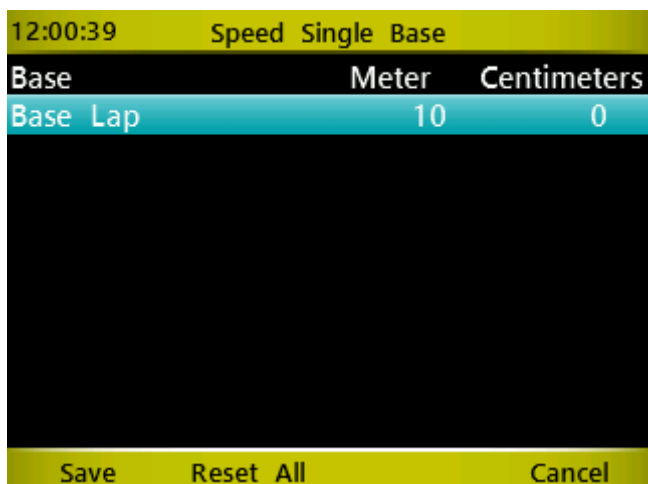 12:00:39 Speed Single Base
Base Meter Centimeters
Base Lap 10 0
Save Reset All Cancel